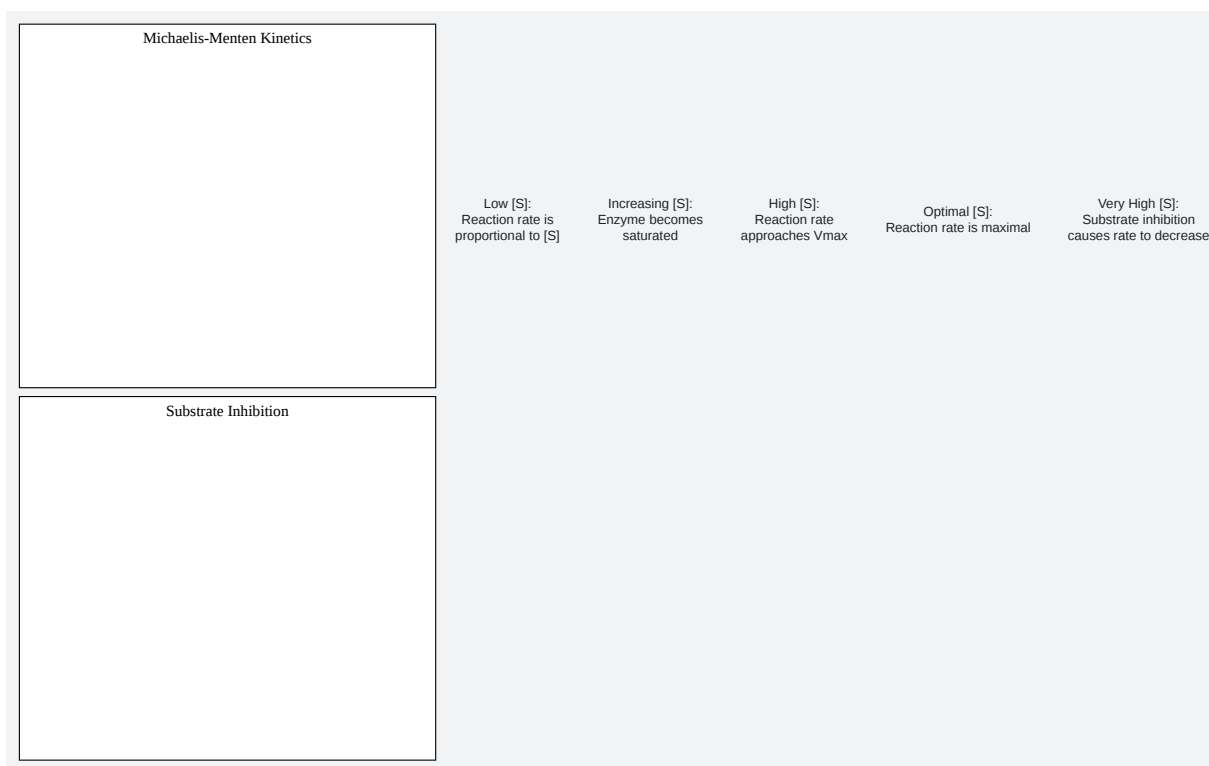 Michaelis-Menten Kinetics
Low [S]:
Reaction rate is
proportional to [S]
Increasing [S]:
Enzyme becomes
saturated
High [S]:
Reaction rate
approaches Vmax
Optimal [S]:
Reaction rate is maximal
Very High [S]:
Substrate inhibition
causes rate to decrease
Substrate Inhibition